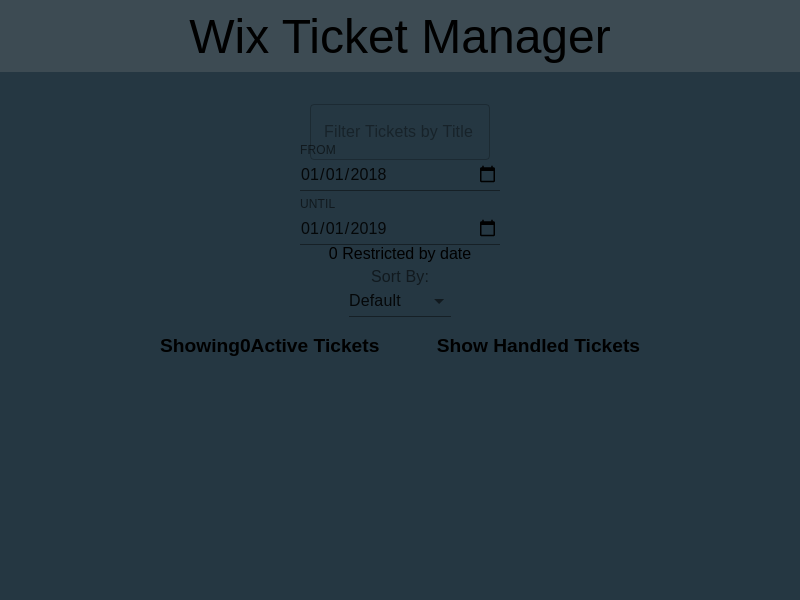 Wix Ticket Manager
Filter Tickets by Title
FROM
01/01/2018
UNTIL
01/01/2019
0 Restricted by date
Sort By:
Default
Showing0Active Tickets Show Handled Tickets